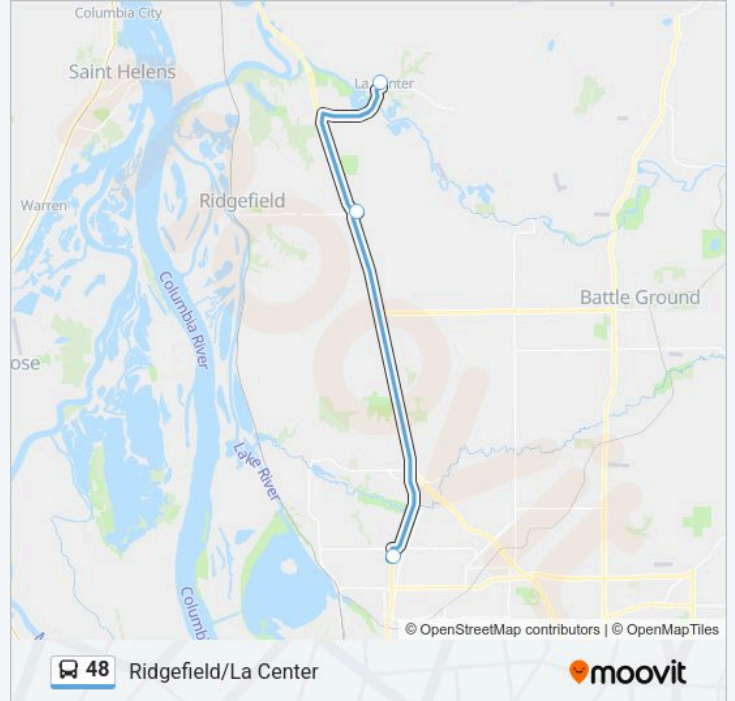 Columbia City
Saint Helens
La Center
Warren
Ridgefield
Columbia River
Battle Ground
ose
Lake River
Columb
© OpenStreetMap contributors | © OpenMapTiles
48 Ridgefield/La Center
moovit